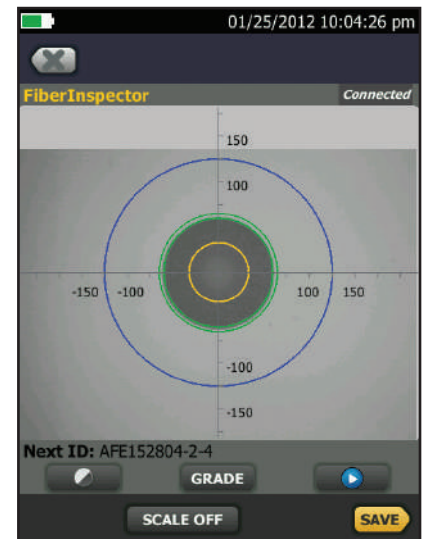 01/25/2012 10:04:26 pm
FiberInspector Connected
150
100
-150 -100 100 150
-100
-150
Next ID: AFE152804-2-4
GRADE
SCALE OFF SAVE